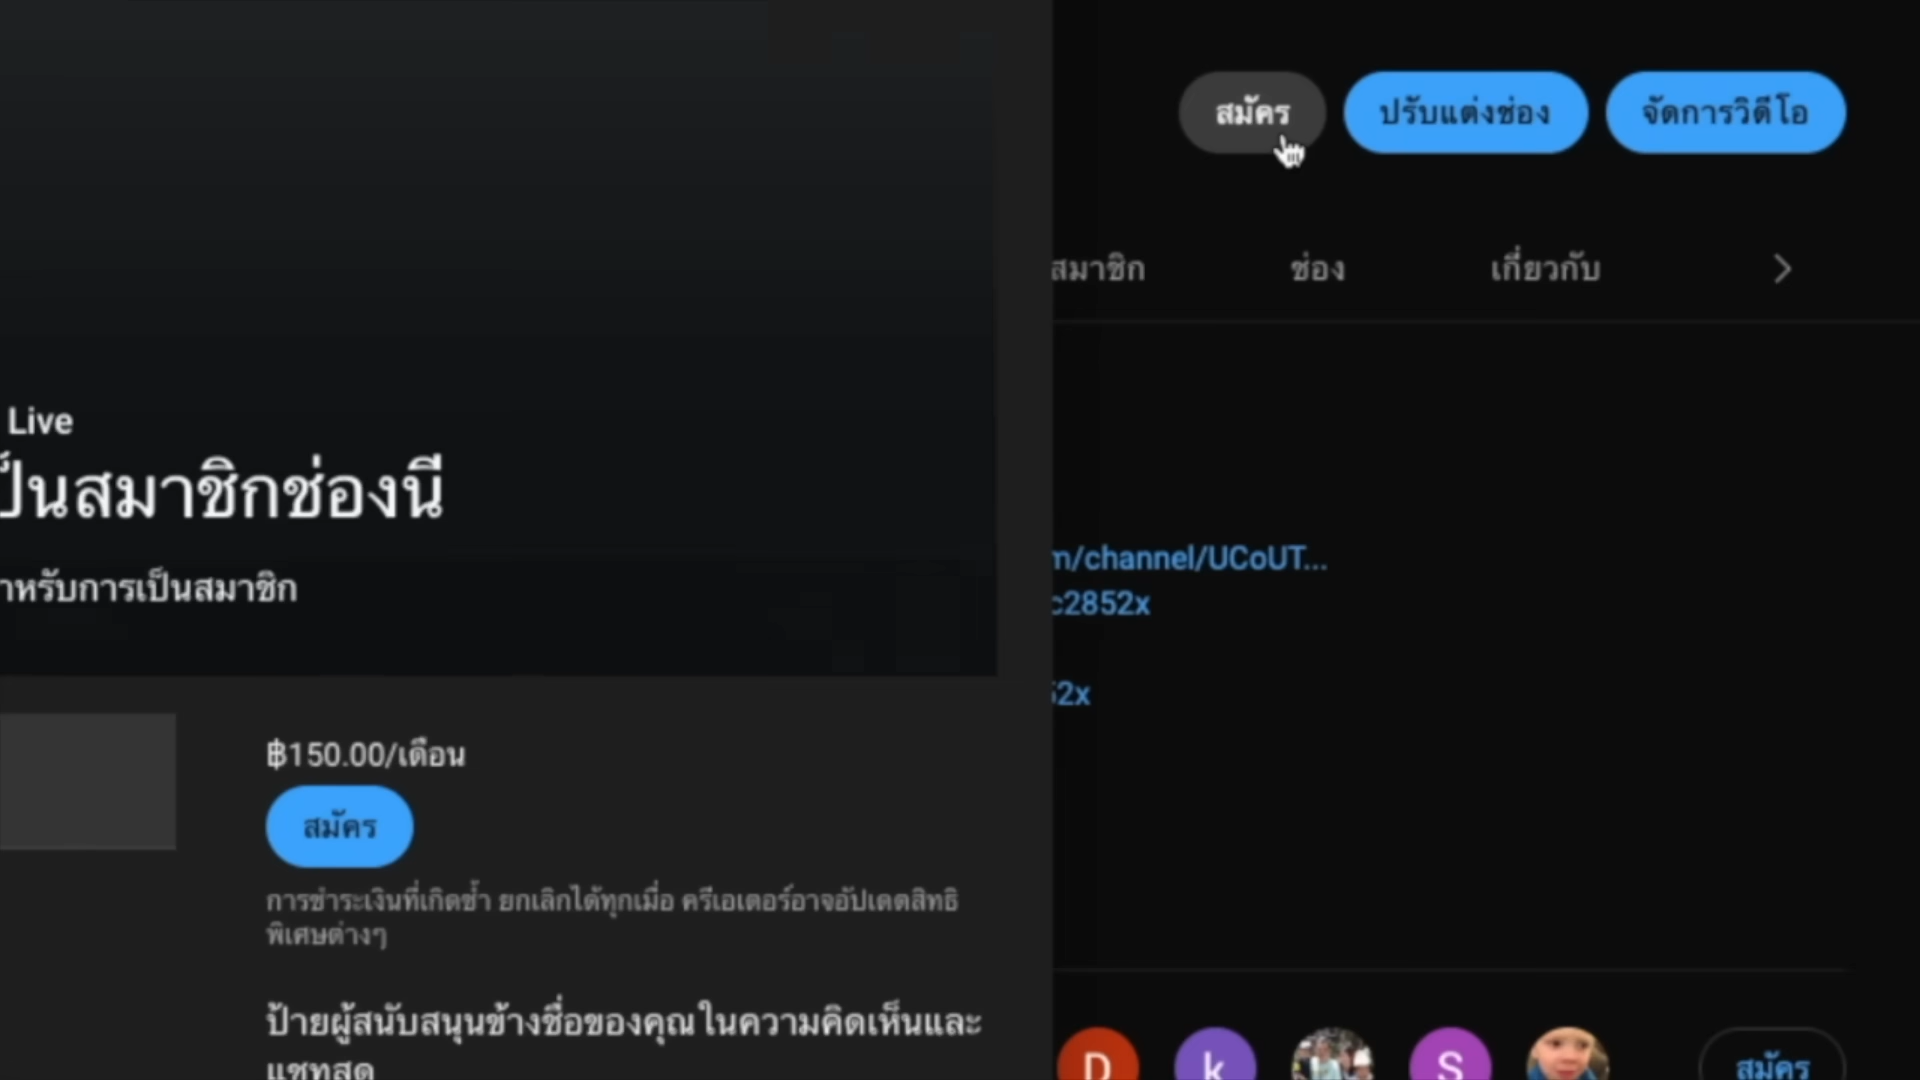 สมัคร
ปรับแต่งช่อง
จัดการวิดีโอ
สมาชิก
ช่อง
เกี่ยวกับ
Live
ป็นสมาชิกช่องนี้
าหรับการเป็นสมาชิก
m/channel/UCoUT...
c2852x
52x
฿150.00/เดือน
สมัคร
การชำระเงินที่เกิดซ้ำ ยกเลิกได้ทุกเมื่อ ครีเอเตอร์อาจอัปเดตสิทธิ
พิเศษต่างๆ
ป้ายผู้สนับสนุนข้างชื่อของคุณในความคิดเห็นและ
แชทสด
D
k
S
สมัคร